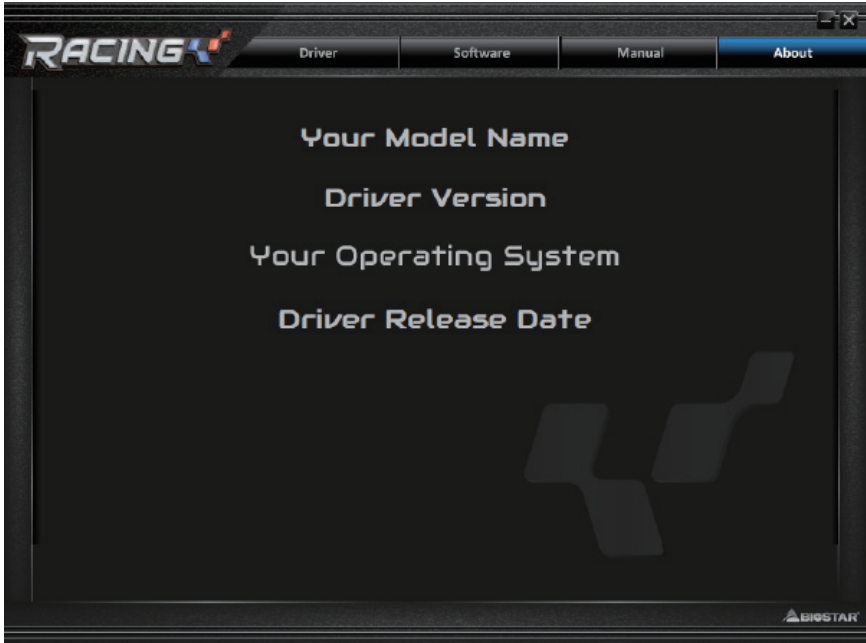 RACING
Driver Software Manual About
Your Model Name
Driver Version
Your Operating System
Driver Release Date
BIOSTAR